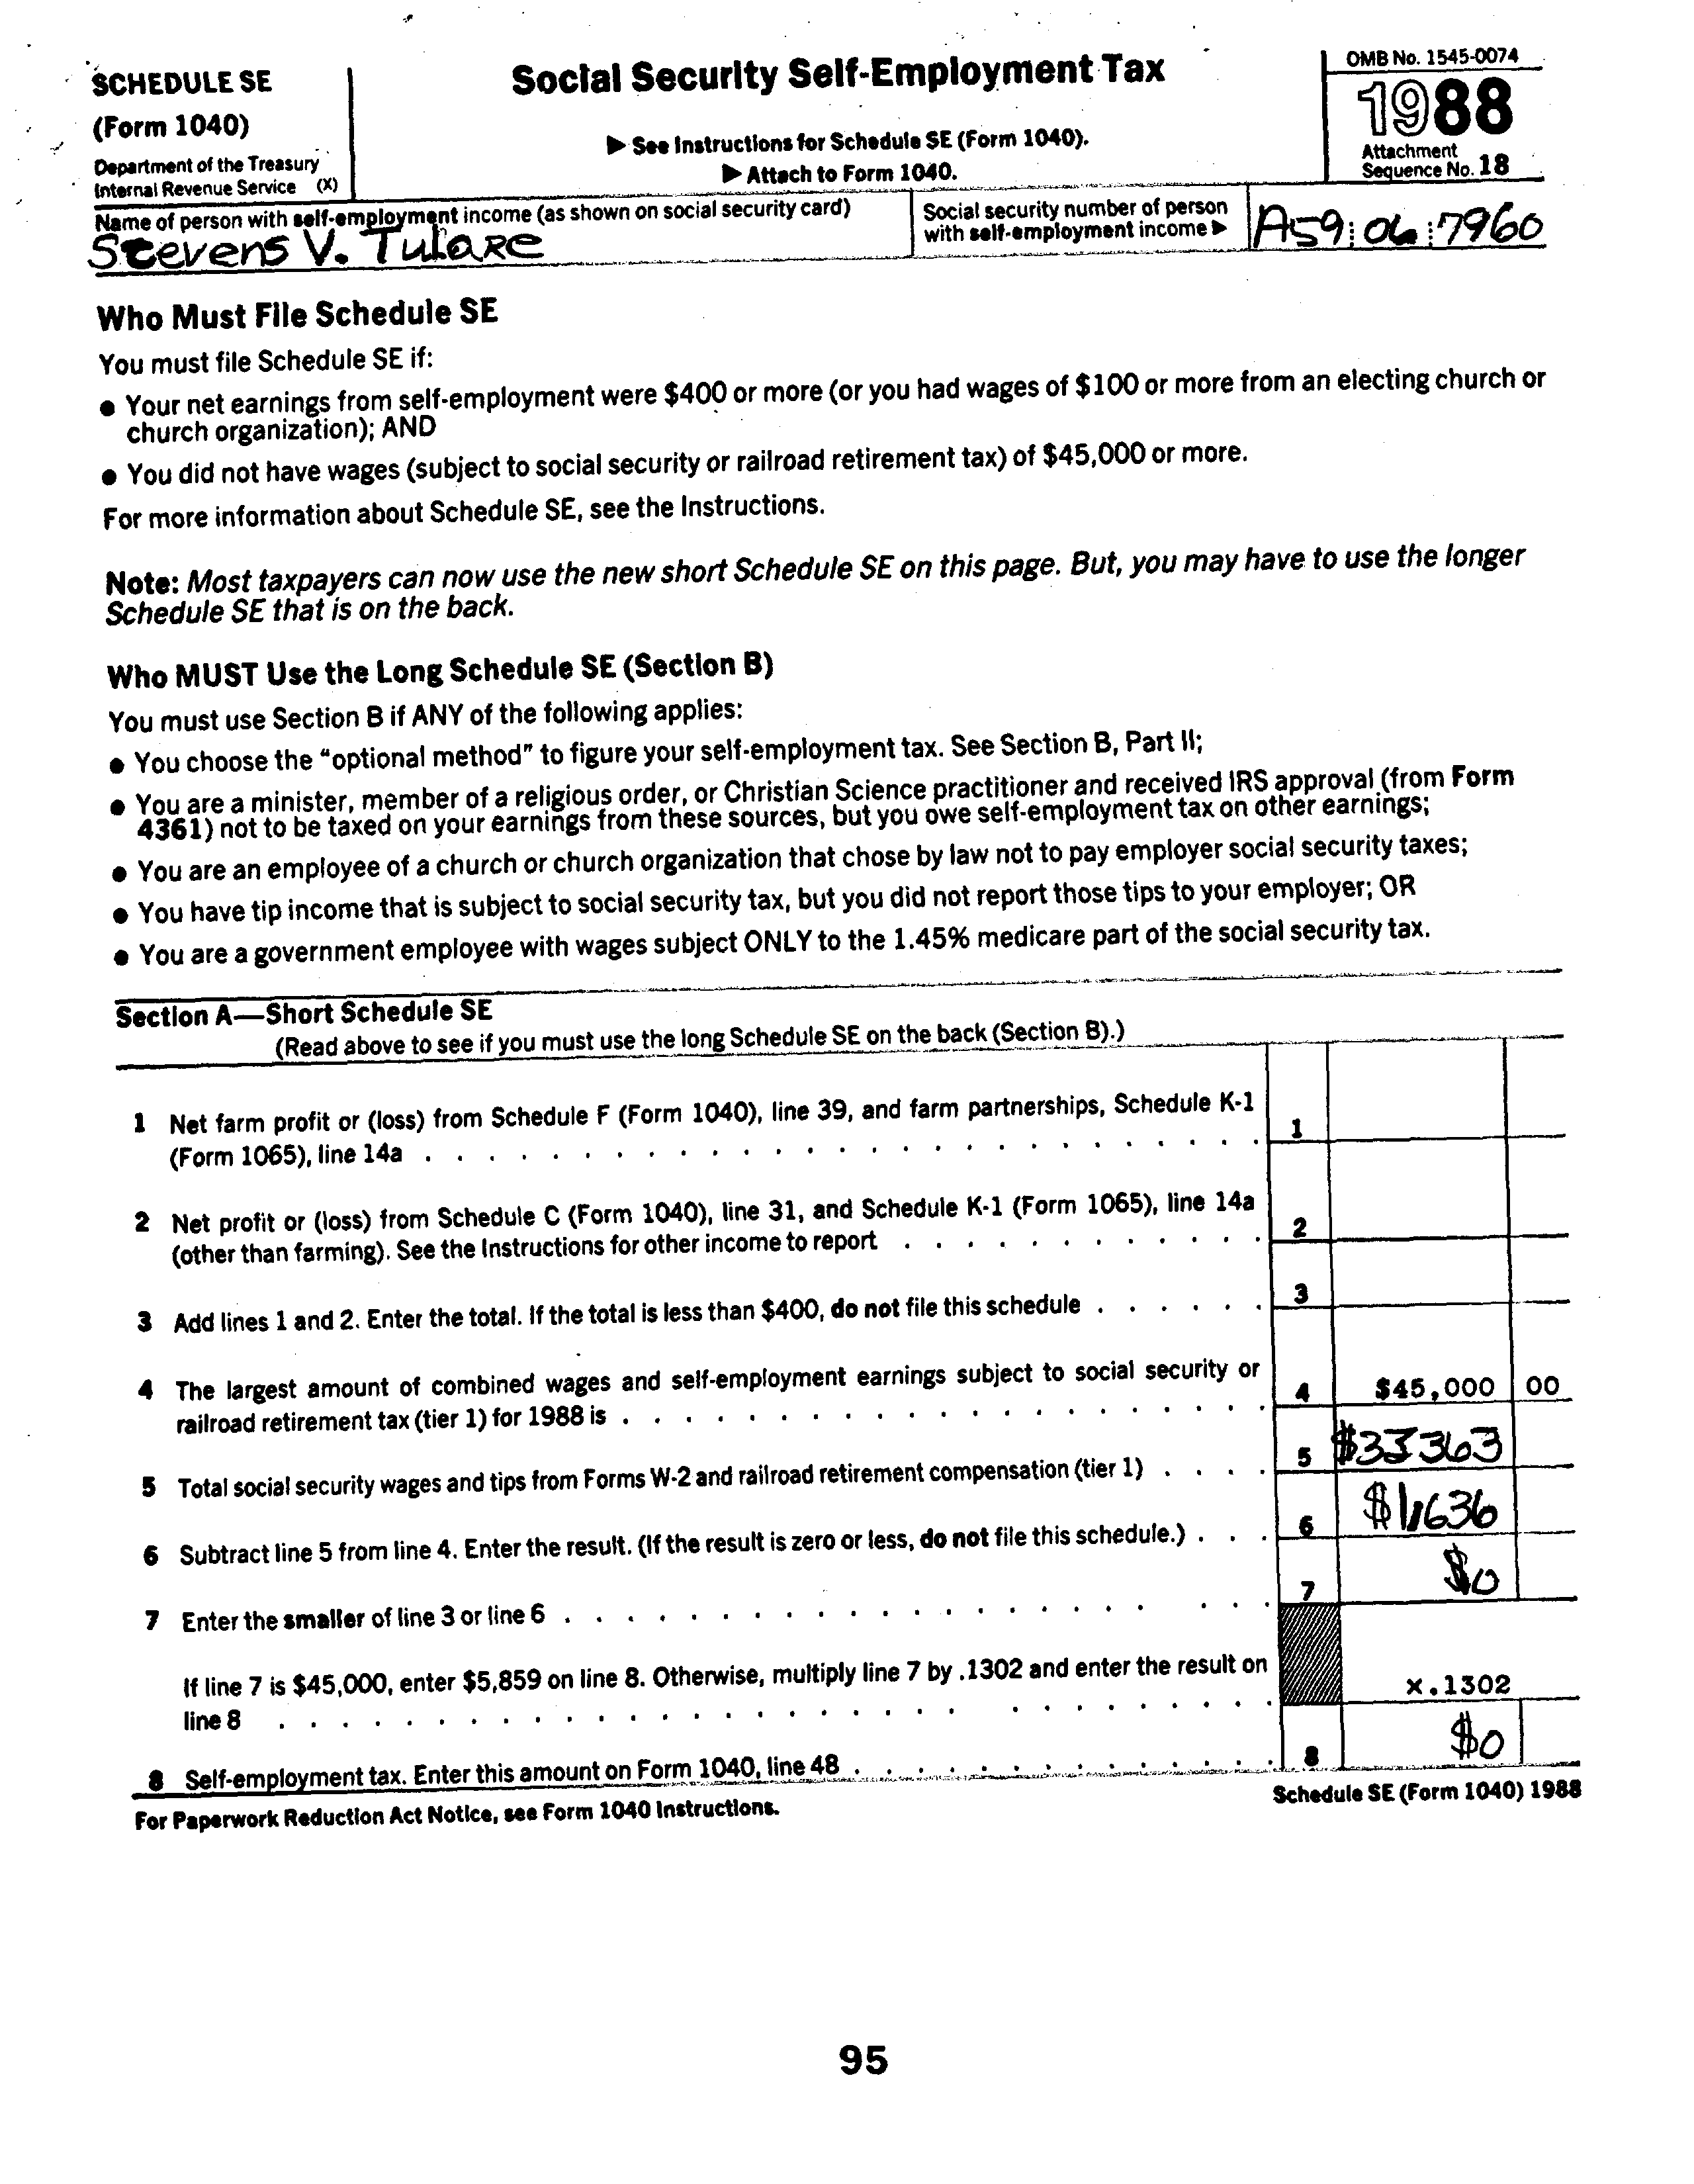 SCHEDULE SE
(Form 1040)
Department of the Treasury
Internal Revenue Service (X)
Social Security Self-Employment Tax
▶ See Instructions for Schedule SE (Form 1040).
▶ Attach to Form 1040.
OMB No. 1545-0074
1988
Attachment
Sequence No. 18
Name of person with self-employment income (as shown on social security card)
Stevens V. Tulare
Social security number of person
with self-employment income ▶
A59 06 7960
Who Must File Schedule SE
You must file Schedule SE if:
● Your net earnings from self-employment were $400 or more (or you had wages of $100 or more from an electing church or
church organization); AND
● You did not have wages (subject to social security or railroad retirement tax) of $45,000 or more.
For more information about Schedule SE, see the Instructions.
Note: Most taxpayers can now use the new short Schedule SE on this page. But, you may have to use the longer
Schedule SE that is on the back.
Who MUST Use the Long Schedule SE (Section B)
You must use Section B if ANY of the following applies:
● You choose the "optional method" to figure your self-employment tax. See Section B, Part II;
● You are a minister, member of a religious order, or Christian Science practitioner and received IRS approval (from Form
4361) not to be taxed on your earnings from these sources, but you owe self-employment tax on other earnings;
● You are an employee of a church or church organization that chose by law not to pay employer social security taxes;
● You have tip income that is subject to social security tax, but you did not report those tips to your employer; OR
● You are a government employee with wages subject ONLY to the 1.45% medicare part of the social security tax.
Section A—Short Schedule SE
(Read above to see if you must use the long Schedule SE on the back (Section B).)
1 Net farm profit or (loss) from Schedule F (Form 1040), line 39, and farm partnerships, Schedule K-1
(Form 1065), line 14a . . . . . . . . . . . . . . . . . . . . . . . . . . 1
2 Net profit or (loss) from Schedule C (Form 1040), line 31, and Schedule K-1 (Form 1065), line 14a
(other than farming). See the Instructions for other income to report . . . . . . . . . . . . 2
3 Add lines 1 and 2. Enter the total. If the total is less than $400, do not file this schedule . . . . . . 3
4 The largest amount of combined wages and self-employment earnings subject to social security or
railroad retirement tax (tier 1) for 1988 is . . . . . . . . . . . . . . . . . . . . 4 $45,000 00
5 Total social security wages and tips from Forms W-2 and railroad retirement compensation (tier 1) . . . . 5 $33363
6 Subtract line 5 from line 4. Enter the result. (If the result is zero or less, do not file this schedule.) . . . 6 $11636
7 Enter the smaller of line 3 or line 6 . . . . . . . . . . . . . . . . . . . . . . 7 $0
If line 7 is $45,000, enter $5,859 on line 8. Otherwise, multiply line 7 by .1302 and enter the result on
line 8 . . . . . . . . . . . . . . . . . . . . . . . . . . . . . . x.1302
8 Self-employment tax. Enter this amount on Form 1040, line 48 . . . . . . . . . . . . . . 8 $0
For Paperwork Reduction Act Notice, see Form 1040 Instructions.
Schedule SE (Form 1040) 1988
95